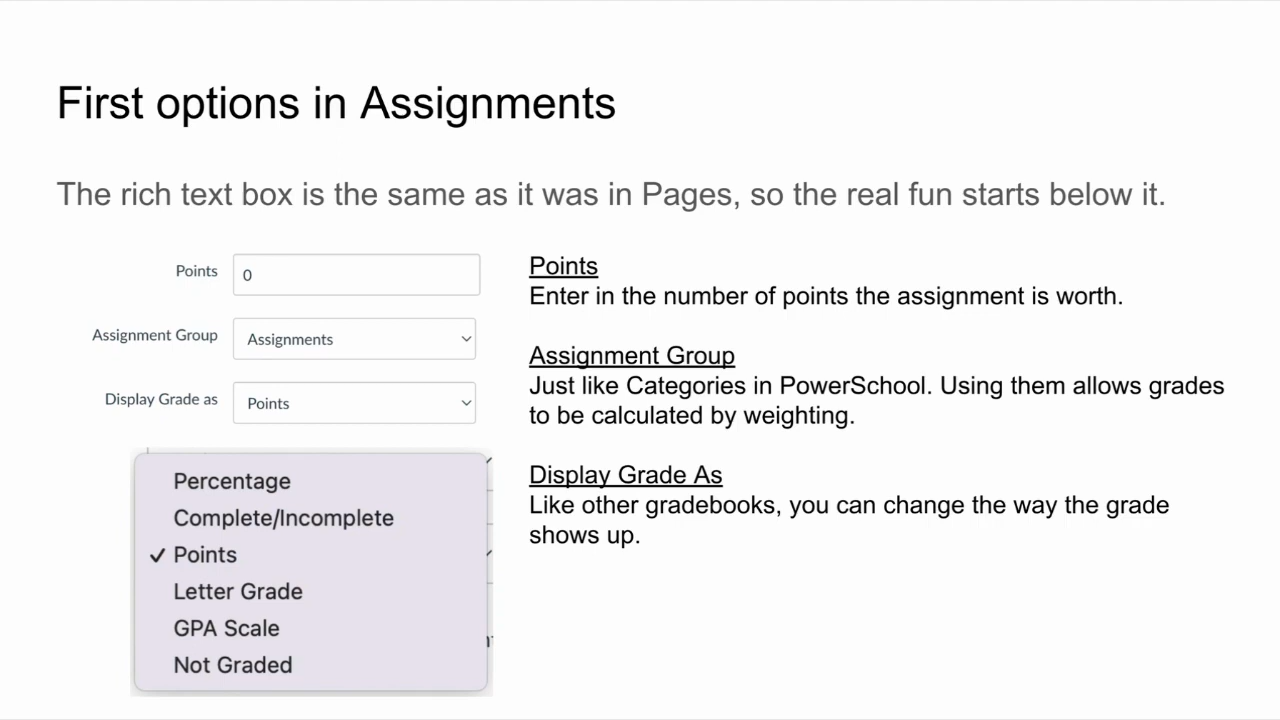 First options in Assignments
The rich text box is the same as it was in Pages, so the real fun starts below it.
Points
0
Assignment Group
Assignments
Display Grade as
Points
Percentage
Complete/Incomplete
✓ Points
Letter Grade
GPA Scale
Not Graded
Points
Enter in the number of points the assignment is worth.
Assignment Group
Just like Categories in PowerSchool. Using them allows grades
to be calculated by weighting.
Display Grade As
Like other gradebooks, you can change the way the grade
shows up.